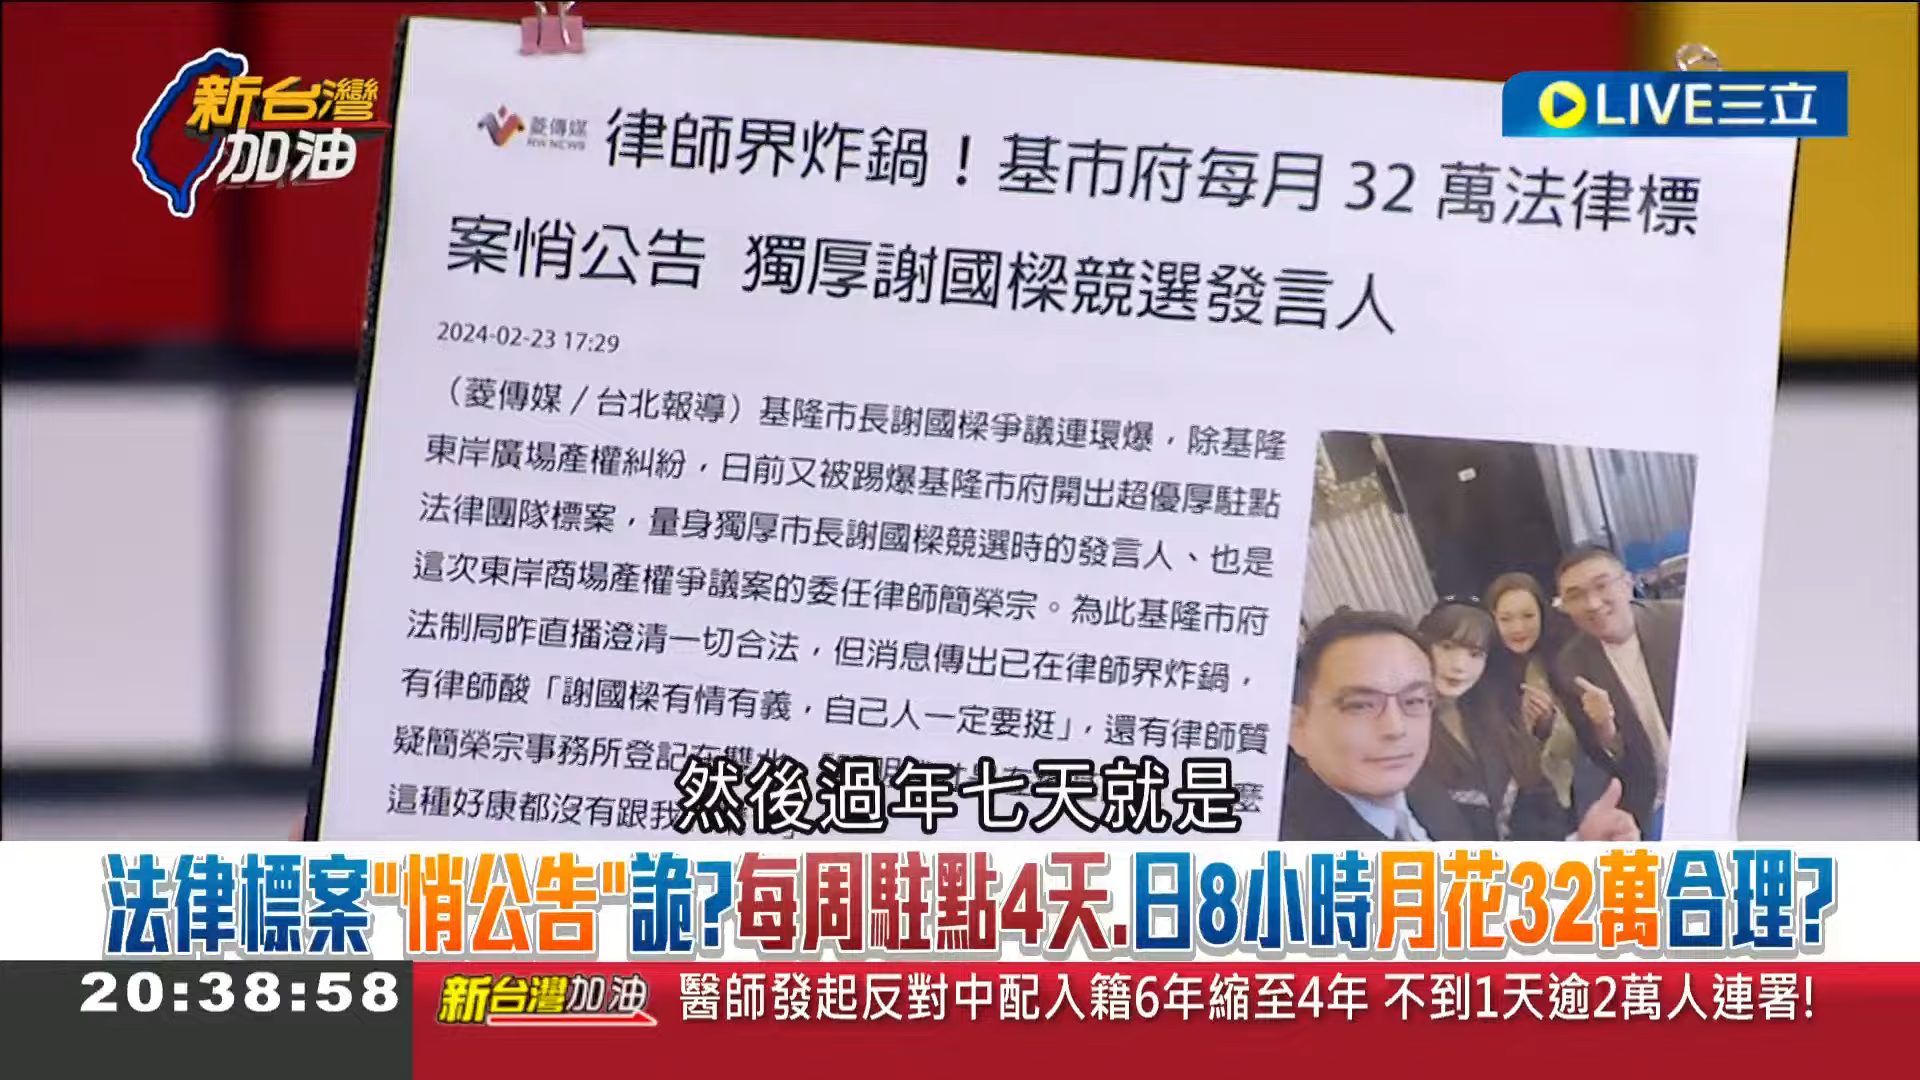 新台灣
加油
LIVE三立
菱傳媒
RW NEWS
律師界炸鍋！基市府每月 32 萬法律標
案悄公告 獨厚謝國樑競選發言人
2024-02-23 17:29
（菱傳媒／台北報導）基隆市長謝國樑爭議連環爆，除基隆
東岸廣場產權糾紛，日前又被踢爆基隆市府開出超優厚駐點
法律團隊標案，量身獨厚市長謝國樑競選時的發言人、也是
這次東岸商場產權爭議案的委任律師簡榮宗。為此基隆市府
法制局昨直播澄清一切合法，但消息傳出已在律師界炸鍋，
有律師酸「謝國樑有情有義，自己人一定要挺」，還有律師質
疑簡榮宗事務所登記在雙北
這種好康都沒有跟我
然後過年七天就是
法律標案"悄公告"詭?每周駐點4天.日8小時月花32萬合理?
20:38:58
新台灣加油
醫師發起反對中配入籍6年縮至4年 不到1天逾2萬人連署!